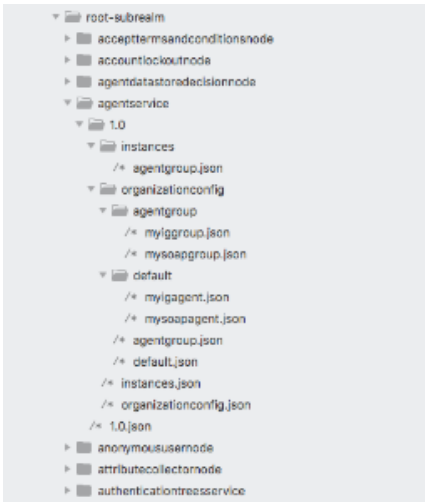 root-subrealm
accepttermsandconditionsnode
accountlockoutnode
agentdatastoredecisionnode
agentservice
1.0
instances
/* agentgroup.json
organizationconfig
agentgroup
/* myiggroup.json
/* mysoapgroup.json
default
/* myigagent.json
/* mysoapagent.json
/* agentgroup.json
/* default.json
/* instances.json
/* organizationconfig.json
/* 1.0.json
anonymoususernode
attributecollectornode
authenticationtreesservice